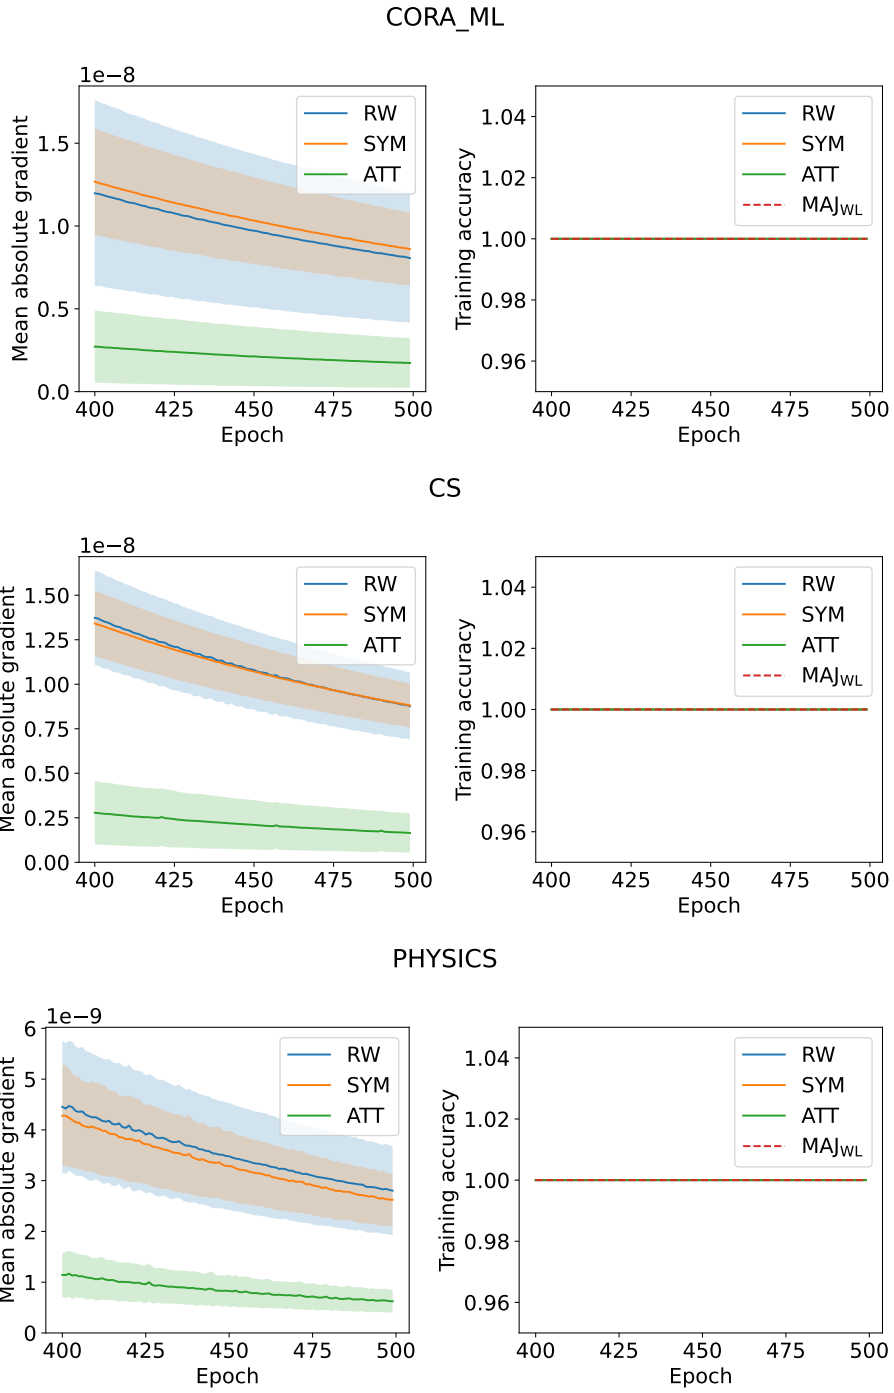 CORA_ML
1e−8
Mean absolute gradient
1.5
1.0
0.5
0.0
400 425 450 475 500
Epoch
RW
SYM
ATT
Training accuracy
1.04
1.02
1.00
0.98
0.96
400 425 450 475 500
Epoch
RW
SYM
ATT
MAJWL
CS
1e−8
Mean absolute gradient
1.50
1.25
1.00
0.75
0.50
0.25
0.00
400 425 450 475 500
Epoch
RW
SYM
ATT
Training accuracy
1.04
1.02
1.00
0.98
0.96
400 425 450 475 500
Epoch
RW
SYM
ATT
MAJWL
PHYSICS
1e−9
Mean absolute gradient
6
5
4
3
2
1
0
400 425 450 475 500
Epoch
RW
SYM
ATT
Training accuracy
1.04
1.02
1.00
0.98
0.96
400 425 450 475 500
Epoch
RW
SYM
ATT
MAJWL